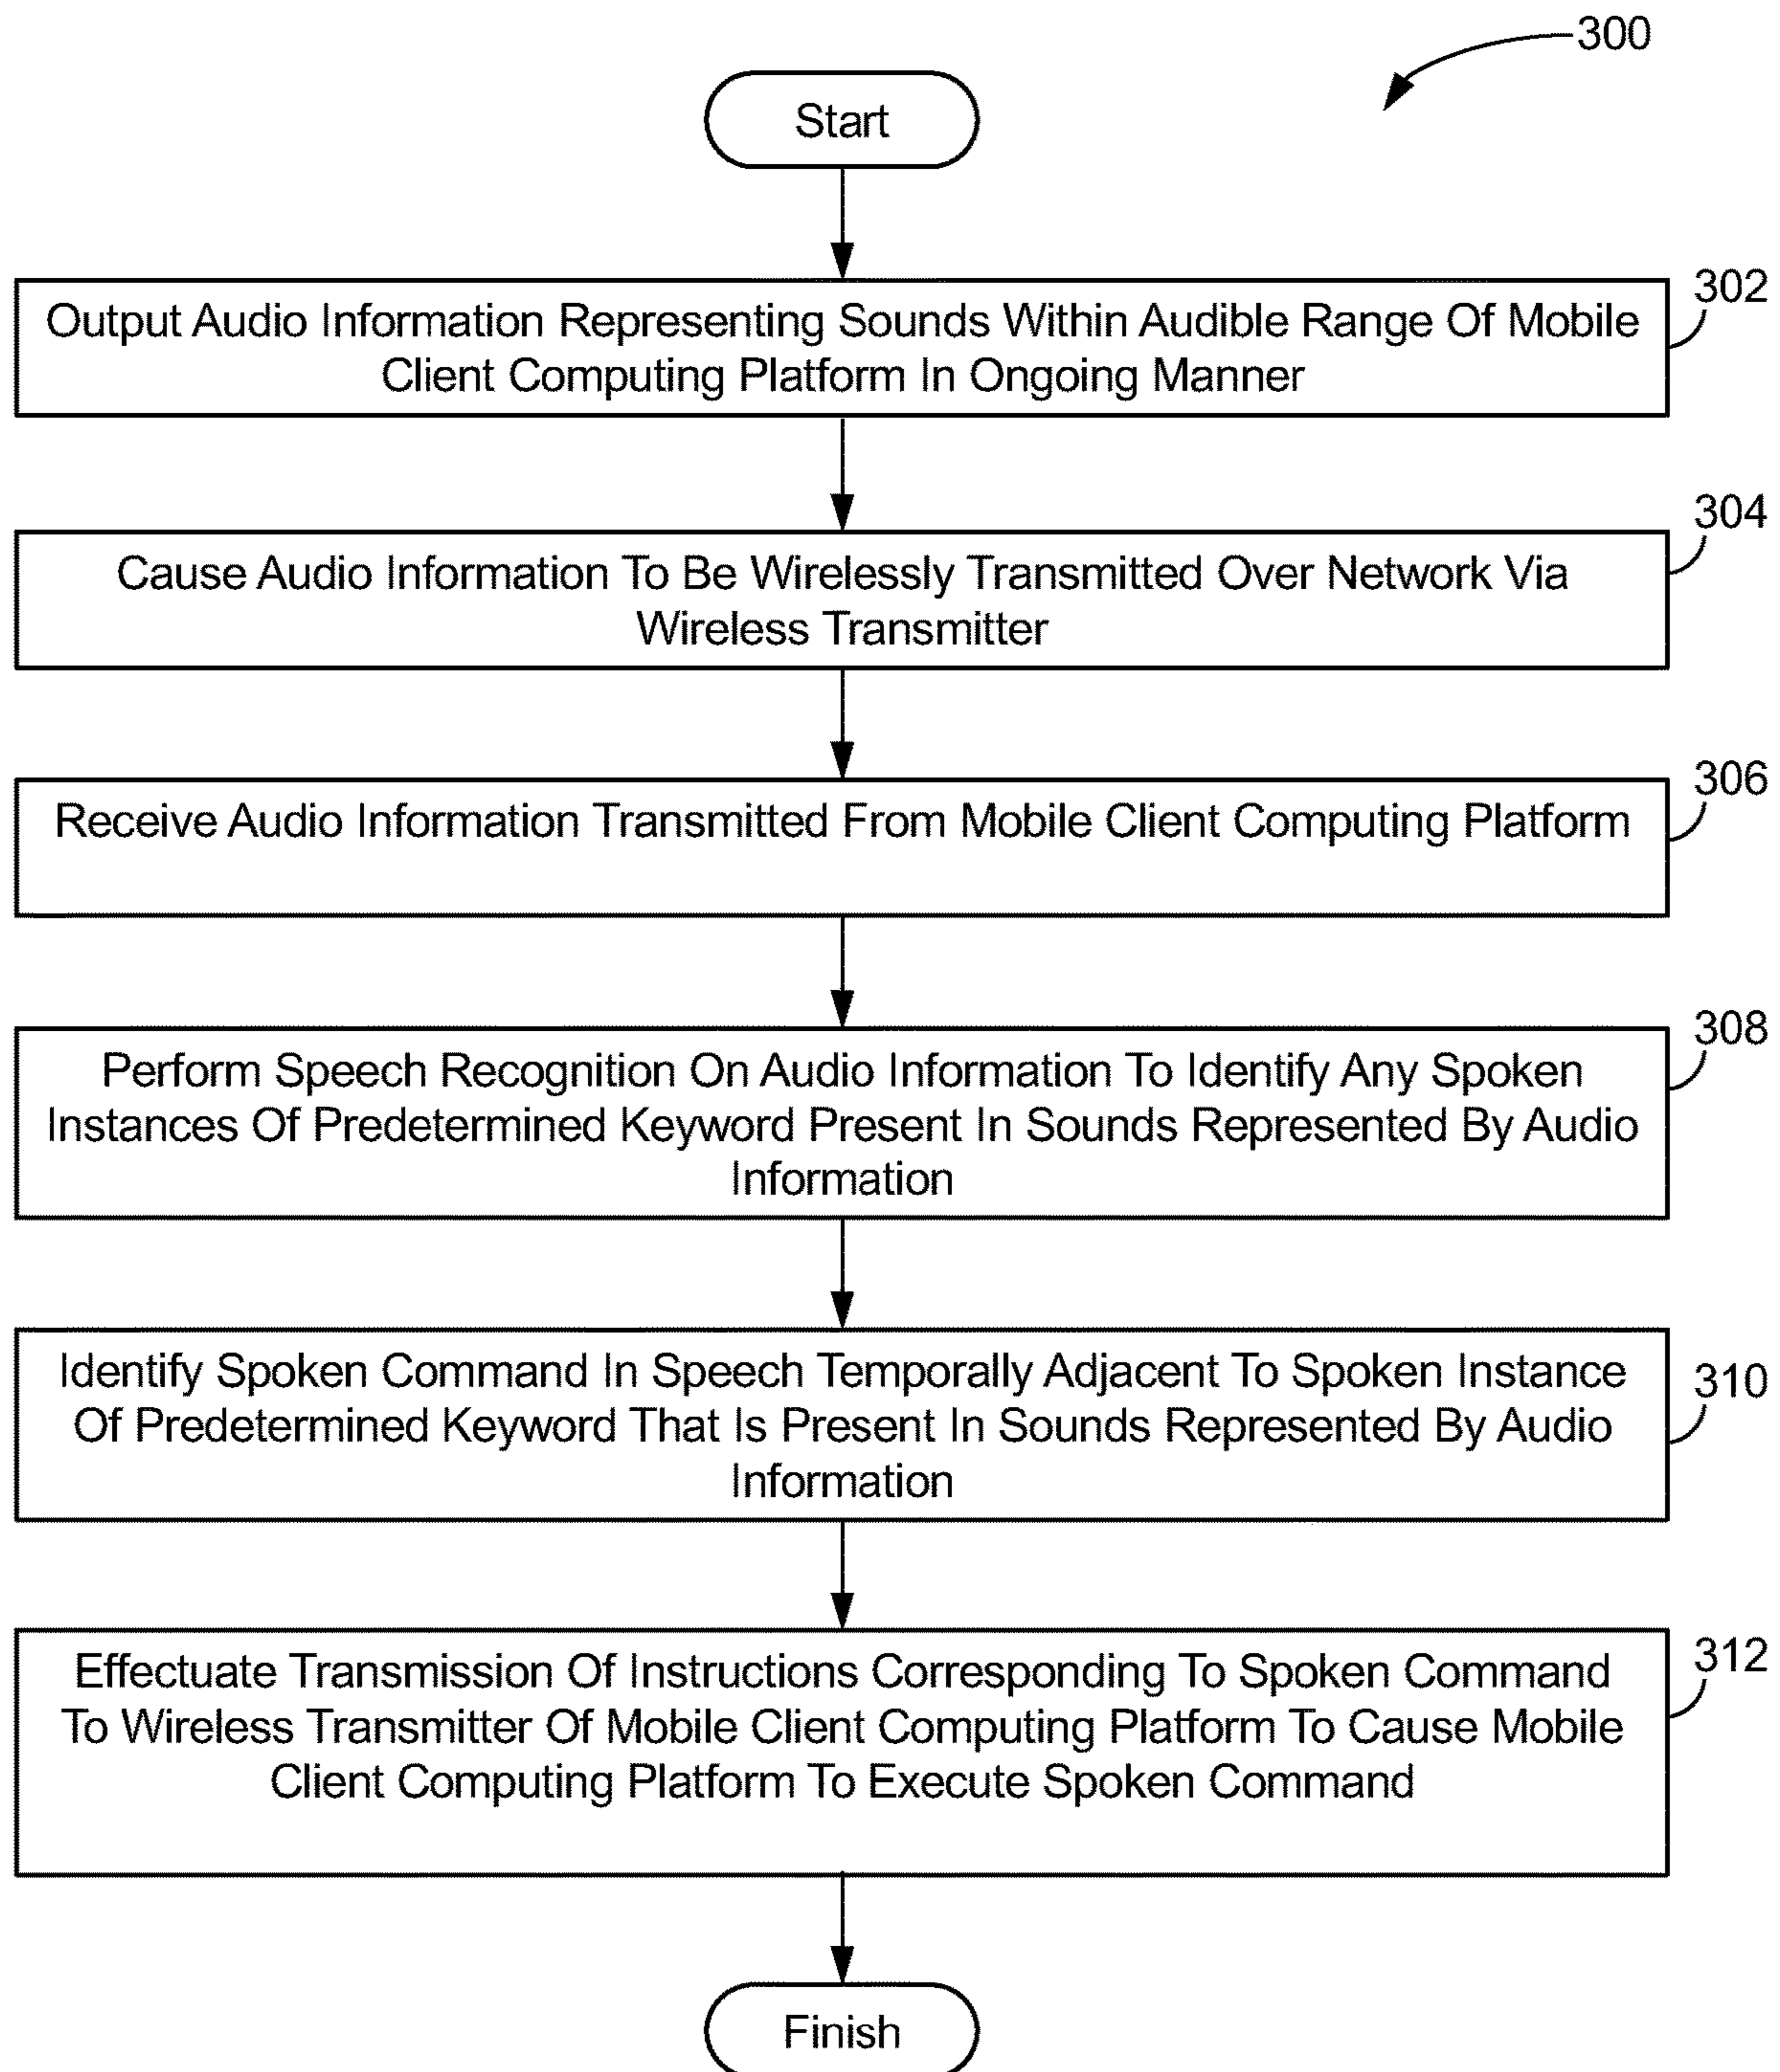 300
Start
302
Output Audio Information Representing Sounds Within Audible Range Of Mobile
Client Computing Platform In Ongoing Manner
304
Cause Audio Information To Be Wirelessly Transmitted Over Network Via
Wireless Transmitter
306
Receive Audio Information Transmitted From Mobile Client Computing Platform
308
Perform Speech Recognition On Audio Information To Identify Any Spoken
Instances Of Predetermined Keyword Present In Sounds Represented By Audio
Information
310
Identify Spoken Command In Speech Temporally Adjacent To Spoken Instance
Of Predetermined Keyword That Is Present In Sounds Represented By Audio
Information
312
Effectuate Transmission Of Instructions Corresponding To Spoken Command
To Wireless Transmitter Of Mobile Client Computing Platform To Cause Mobile
Client Computing Platform To Execute Spoken Command
Finish